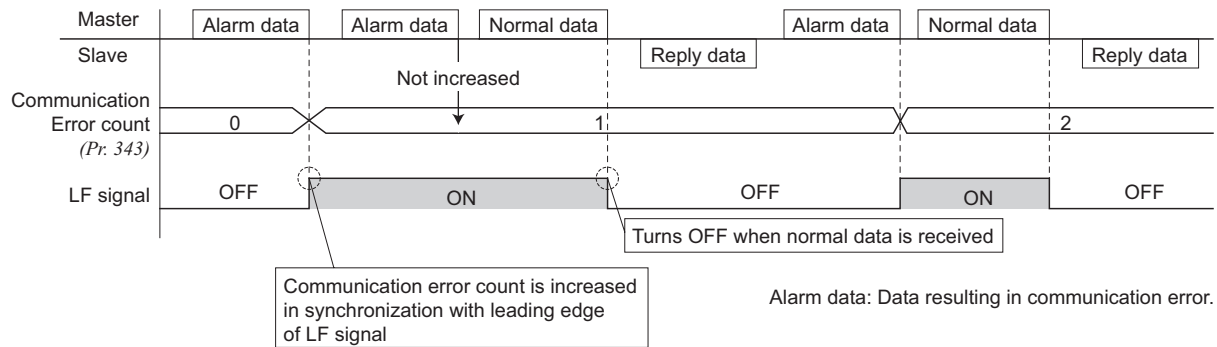 Master
Alarm data
Alarm data
Normal data
Alarm data
Normal data
Slave
Reply data
Reply data
Not increased
Communication
Error count
(Pr. 343)
0
1
2
LF signal
OFF
ON
OFF
ON
OFF
Turns OFF when normal data is received
Communication error count is increased
in synchronization with leading edge
of LF signal
Alarm data: Data resulting in communication error.